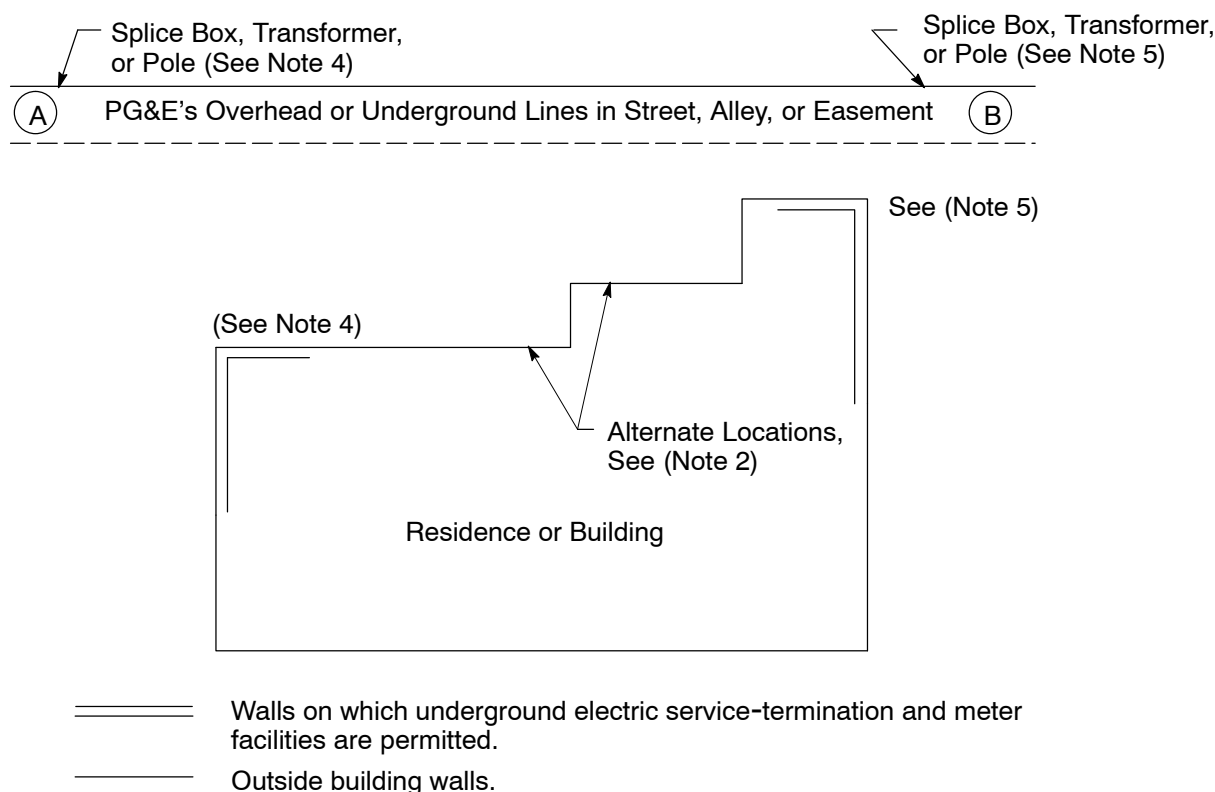 Splice Box, Transformer,
or Pole (See Note 4)
Splice Box, Transformer,
or Pole (See Note 5)
A
PG&E's Overhead or Underground Lines in Street, Alley, or Easement
B
See (Note 5)
(See Note 4)
Alternate Locations,
See (Note 2)
Residence or Building
Walls on which underground electric service-termination and meter
facilities are permitted.
Outside building walls.